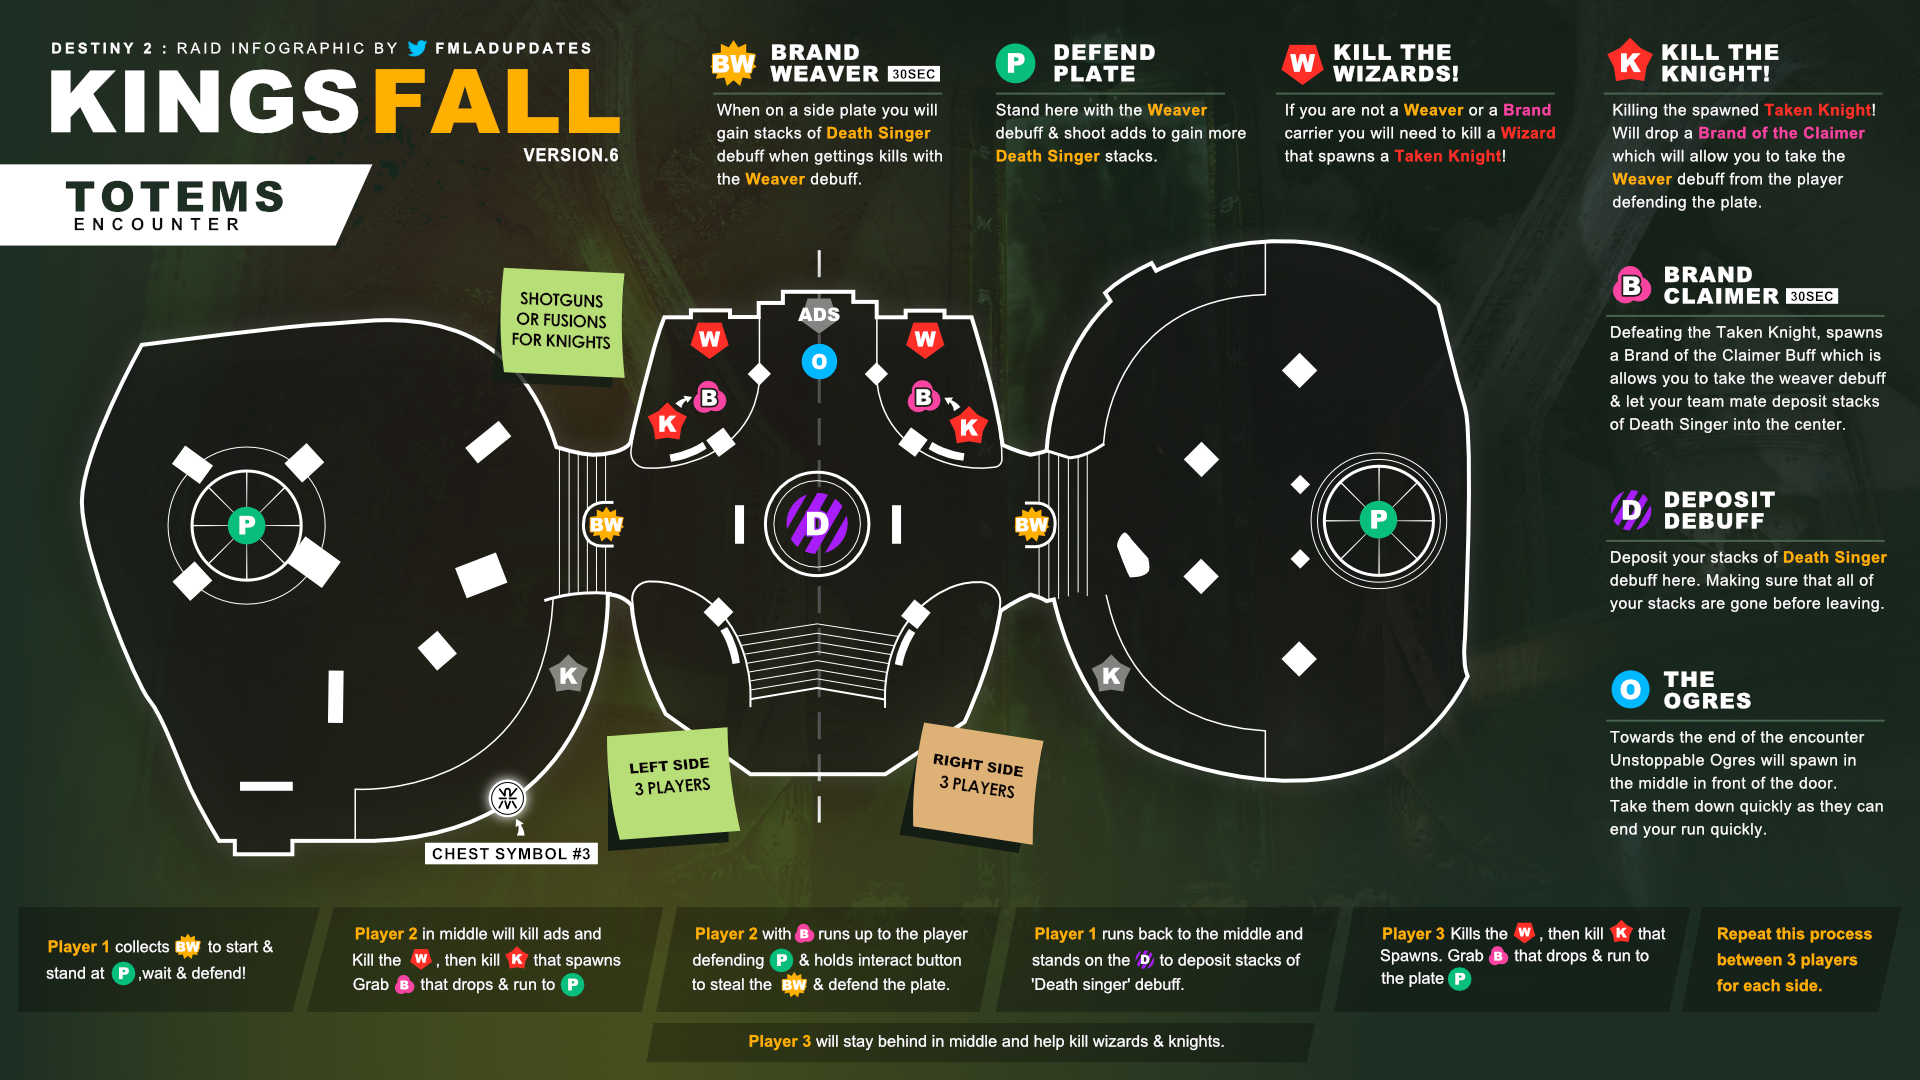 DESTINY 2 : RAID INFOGRAPHIC BY FMLADUPDATES
KINGSFALL
VERSION.6
TOTEMS
ENCOUNTER
BW BRAND
WEAVER 30SEC
When on a side plate you will
gain stacks of Death Singer
debuff when gettings kills with
the Weaver debuff.
P DEFEND
PLATE
Stand here with the Weaver
debuff & shoot adds to gain more
Death Singer stacks.
W KILL THE
WIZARDS!
If you are not a Weaver or a Brand
carrier you will need to kill a Wizard
that spawns a Taken Knight!
K KILL THE
KNIGHT!
Killing the spawned Taken Knight!
Will drop a Brand of the Claimer
which will allow you to take the
Weaver debuff from the player
defending the plate.
B BRAND
CLAIMER 30SEC
Defeating the Taken Knight, spawns
a Brand of the Claimer Buff which is
allows you to take the weaver debuff
& let your team mate deposit stacks
of Death Singer into the center.
D DEPOSIT
DEBUFF
Deposit your stacks of Death Singer
debuff here. Making sure that all of
your stacks are gone before leaving.
O THE
OGRES
Towards the end of the encounter
Unstoppable Ogres will spawn in
the middle in front of the door.
Take them down quickly as they can
end your run quickly.
SHOTGUNS
OR FUSIONS
FOR KNIGHTS
ADS
W
O
W
B
B
K
K
P
BW
D
BW
P
K
K
LEFT SIDE
3 PLAYERS
RIGHT SIDE
3 PLAYERS
CHEST SYMBOL #3
Player 1 collects BW to start &
stand at P ,wait & defend!
Player 2 in middle will kill ads and
Kill the W , then kill K that spawns
Grab B that drops & run to P
Player 2 with B runs up to the player
defending P & holds interact button
to steal the BW & defend the plate.
Player 1 runs back to the middle and
stands on the D to deposit stacks of
'Death singer' debuff.
Player 3 Kills the W , then kill K that
Spawns. Grab B that drops & run to
the plate P
Repeat this process
between 3 players
for each side.
Player 3 will stay behind in middle and help kill wizards & knights.